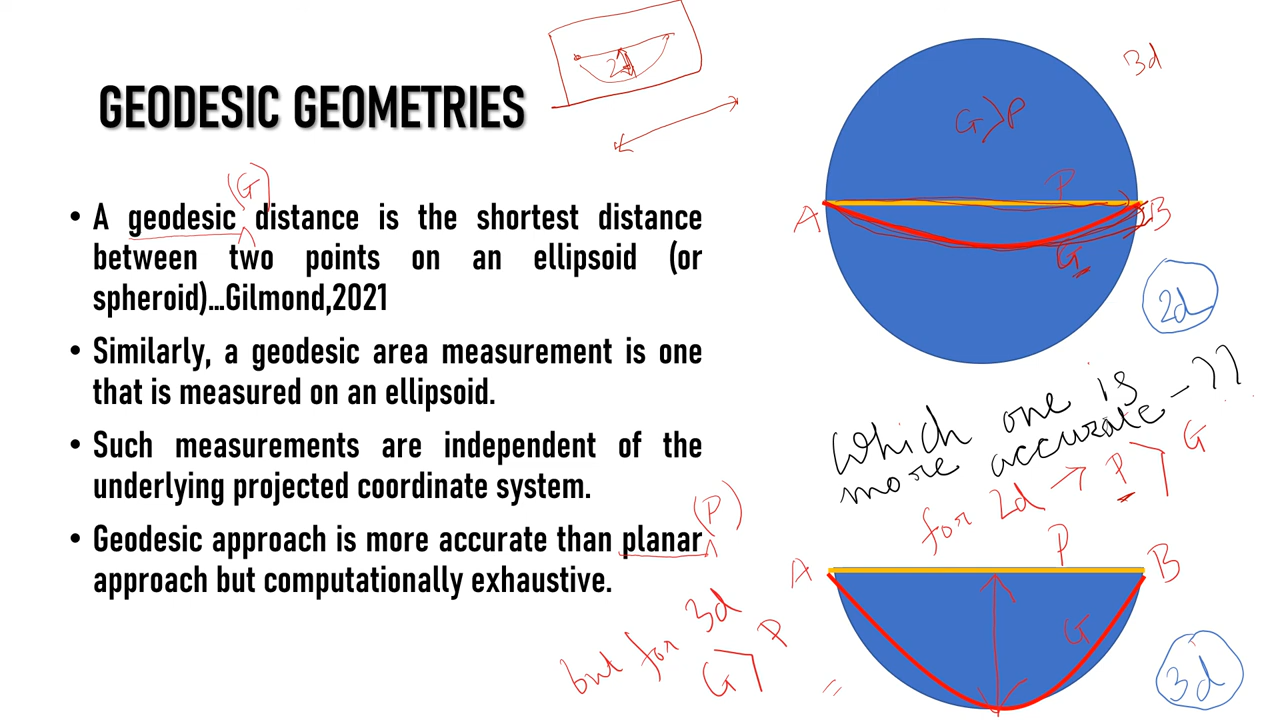 GEODESIC GEOMETRIES
(G)
• A geodesic distance is the shortest distance
between two points on an ellipsoid (or
spheroid)...Gilmond,2021
• Similarly, a geodesic area measurement is one
that is measured on an ellipsoid.
• Such measurements are independent of the
underlying projected coordinate system.
(P)
• Geodesic approach is more accurate than planar
approach but computationally exhaustive.
but for 3d
G > P
3d
G > P
P
A
B
G
2d
Which one is
more accurate - ??
for 2d → P > G
P
A
B
G
3d